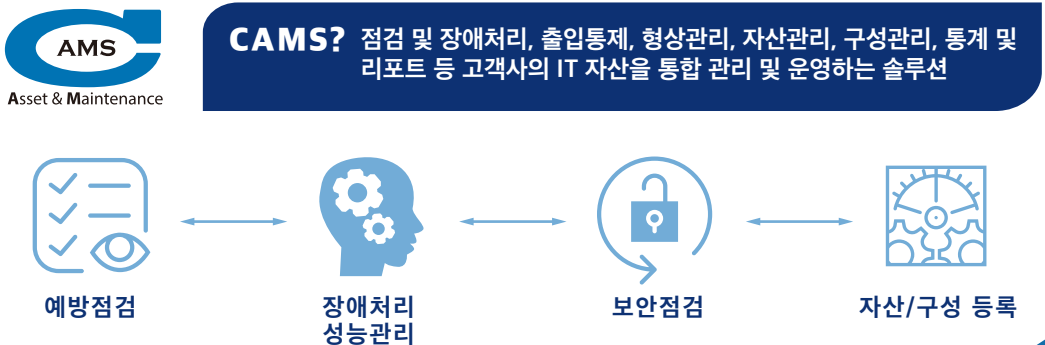 AMS
Asset & Maintenance
CAMS? 점검 및 장애처리, 출입통제, 형상관리, 자산관리, 구성관리, 통계 및
리포트 등 고객사의 IT 자산을 통합 관리 및 운영하는 솔루션
예방점검
장애처리
성능관리
보안점검
자산/구성 등록